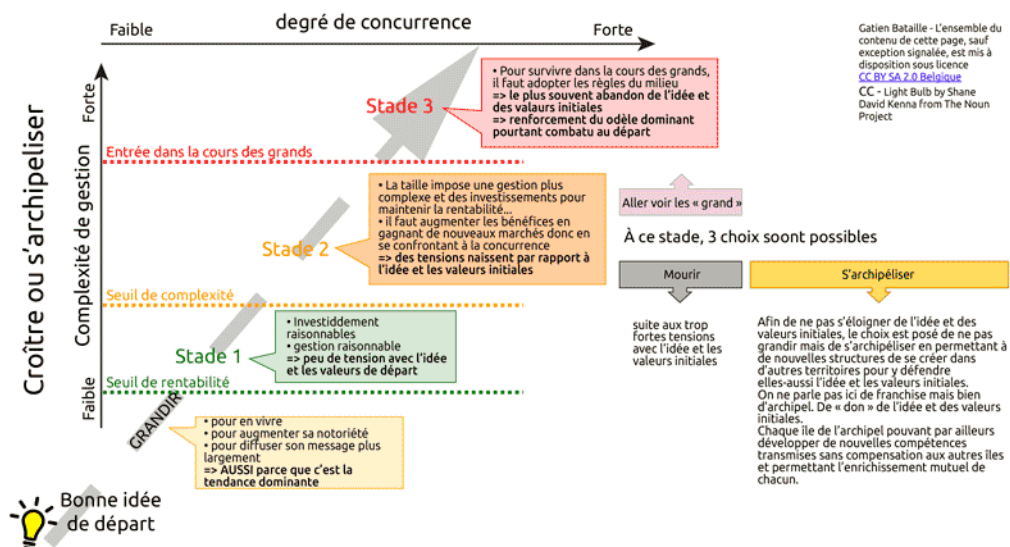 degré de concurrence
Faible
Forte
Gatien Bataille - L'ensemble du
contenu de cette page, sauf
exception signalée, est mis à
disposition sous licence
CC BY SA 2.0 Belgique
CC - Light Bulb by Shane
David Kenna from The Noun
Project
Croître ou s'archipeliser
Complexité de gestion
Forte
Faible
Stade 3
• Pour survivre dans la cours des grands,
il faut adopter les règles du milieu
=> le plus souvent abandon de l'idée et
des valaurs initiales
=> renforcement du odèle dominant
pourtant combatu au départ
Entrée dans la cours des grands
Stade 2
• La taille impose une gestion plus
complexe et des investissements pour
maintenir la rentabilité...
• il faut augmenter les bénéfices en
gagnant de nouveaux marchés donc en
se confrontant à la concurrence
=> des tensions naissent par rapport à
l'idée et les valeurs initiales
Aller voir les « grand »
À ce stade, 3 choix soont possibles
Mourir
S'archipéliser
suite aux trop
fortes tensions
avec l'idée et les
valeurs initiales
Afin de ne pas s'éloigner de l'idée et des
valeurs initiales, le choix est posé de ne pas
grandir mais de s'archipéliser en permettant à
de nouvelles structures de se créer dans
d'autres territoires pour y défendre
elles-aussi l'idée et les valeurs initiales.
On ne parle pas ici de franchise mais bien
d'archipel. De « don » de l'idée et des valeurs
initiales.
Chaque île de l'archipel pouvant par ailleurs
développer de nouvelles compétences
transmises sans compensation aux autres îles
et permettant l'enrichissement mutuel de
chacun.
Seuil de complexité
Stade 1
• Investiddement
raisonnables
• gestion raisonnable
=> peu de tension avec l'idée
et les valeurs de départ
Seuil de rentabilité
GRANDIR
• pour en vivre
• pour augmenter sa notoriété
• pour diffuser son message plus
largement
=> AUSSI parce que c'est la
tendance dominante
Bonne idée
de départ